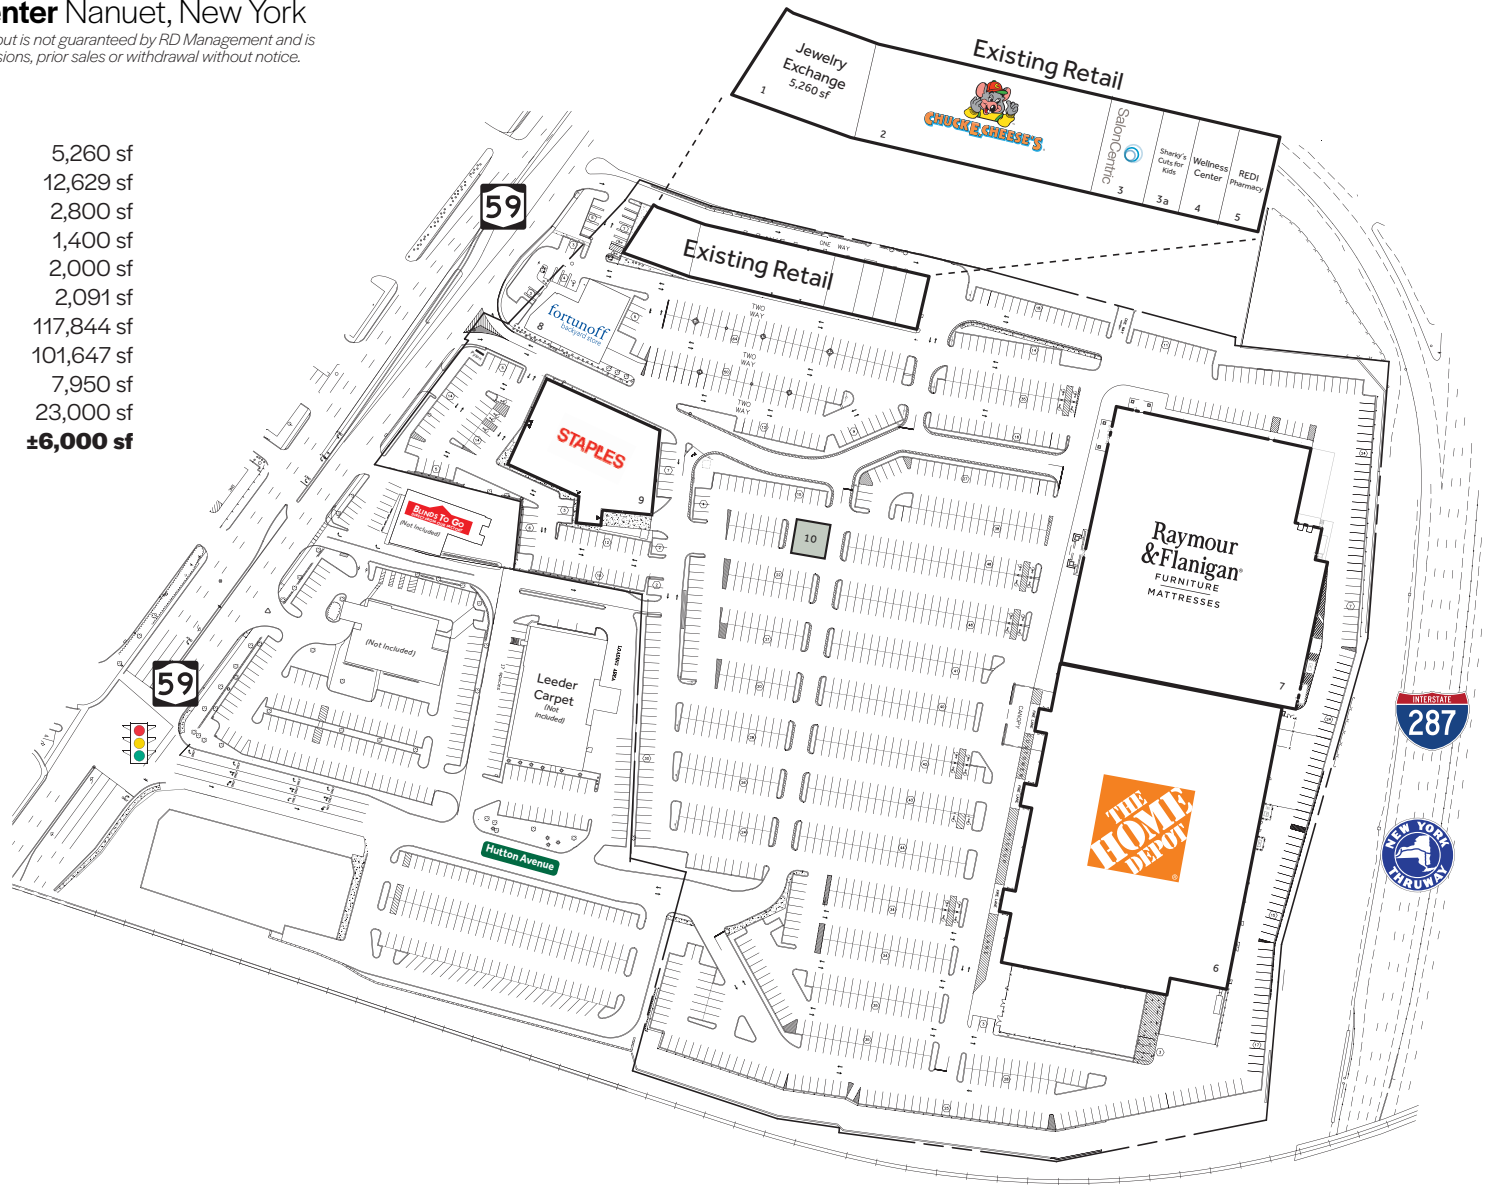 enter Nanuet, New York
out is not guaranteed by RD Management and is
sions, prior sales or withdrawal without notice.
5,260 sf
12,629 sf
2,800 sf
1,400 sf
2,000 sf
2,091 sf
117,844 sf
101,647 sf
7,950 sf
23,000 sf
±6,000 sf
Existing Retail
Jewelry
Exchange
5,260 sf
1
2
CHUCK E. CHEESE'S
SalonCentric
3
Sharky's
Cuts for
Kids
3a
Wellness
Center
4
REDI
Pharmacy
5
59
ONE WAY
Existing Retail
fortunoff
backyard store
8
TWO
WAY
TWO
WAY
TWO
WAY
STAPLES
9
BLINDS TO GO
(Not Included)
10
Raymour
&Flanigan
FURNITURE
MATTRESSES
7
(Not Included)
Leeder
Carpet
(Not
Included)
LOADING AREA
59
CANOPY
INTERSTATE
287
THE
HOME
DEPOT
6
NEW YORK
THRUWAY
Hutton Avenue